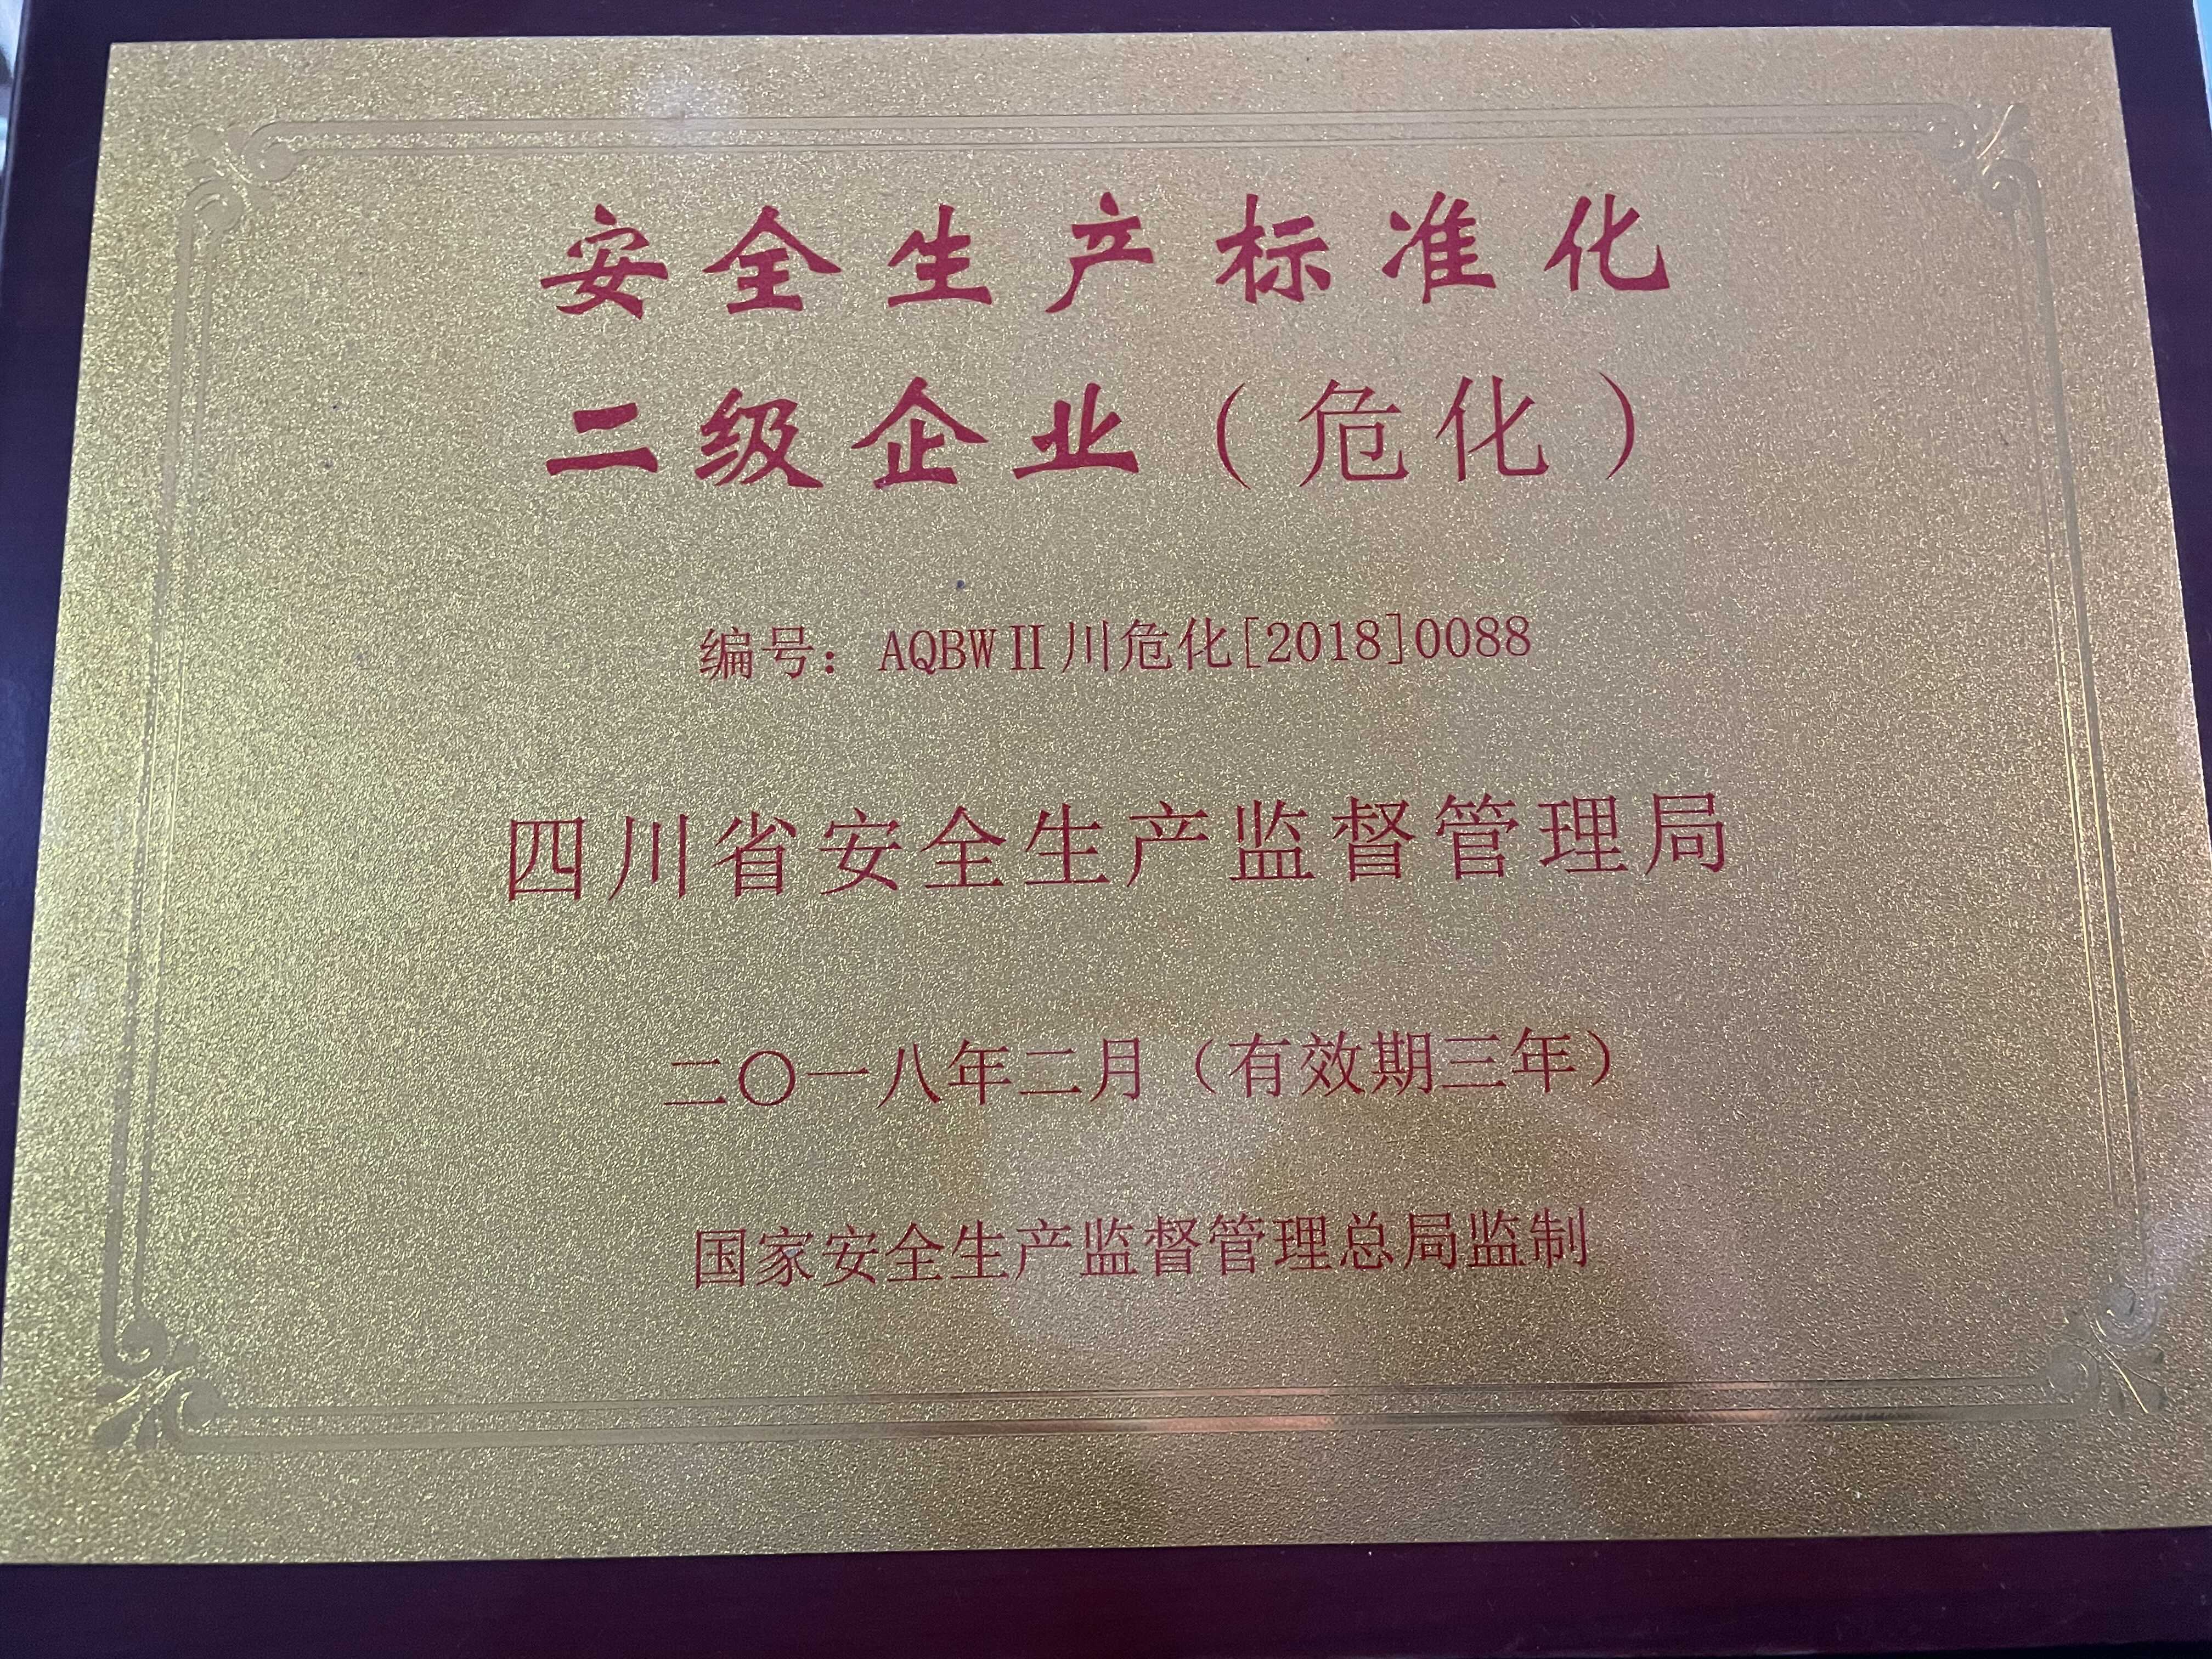 安全生产标准化
二级企业（危化）
编号：AQBWⅡ川危化[2018]0088
四川省安全生产监督管理局
二〇一八年二月（有效期三年）
国家安全生产监督管理总局监制